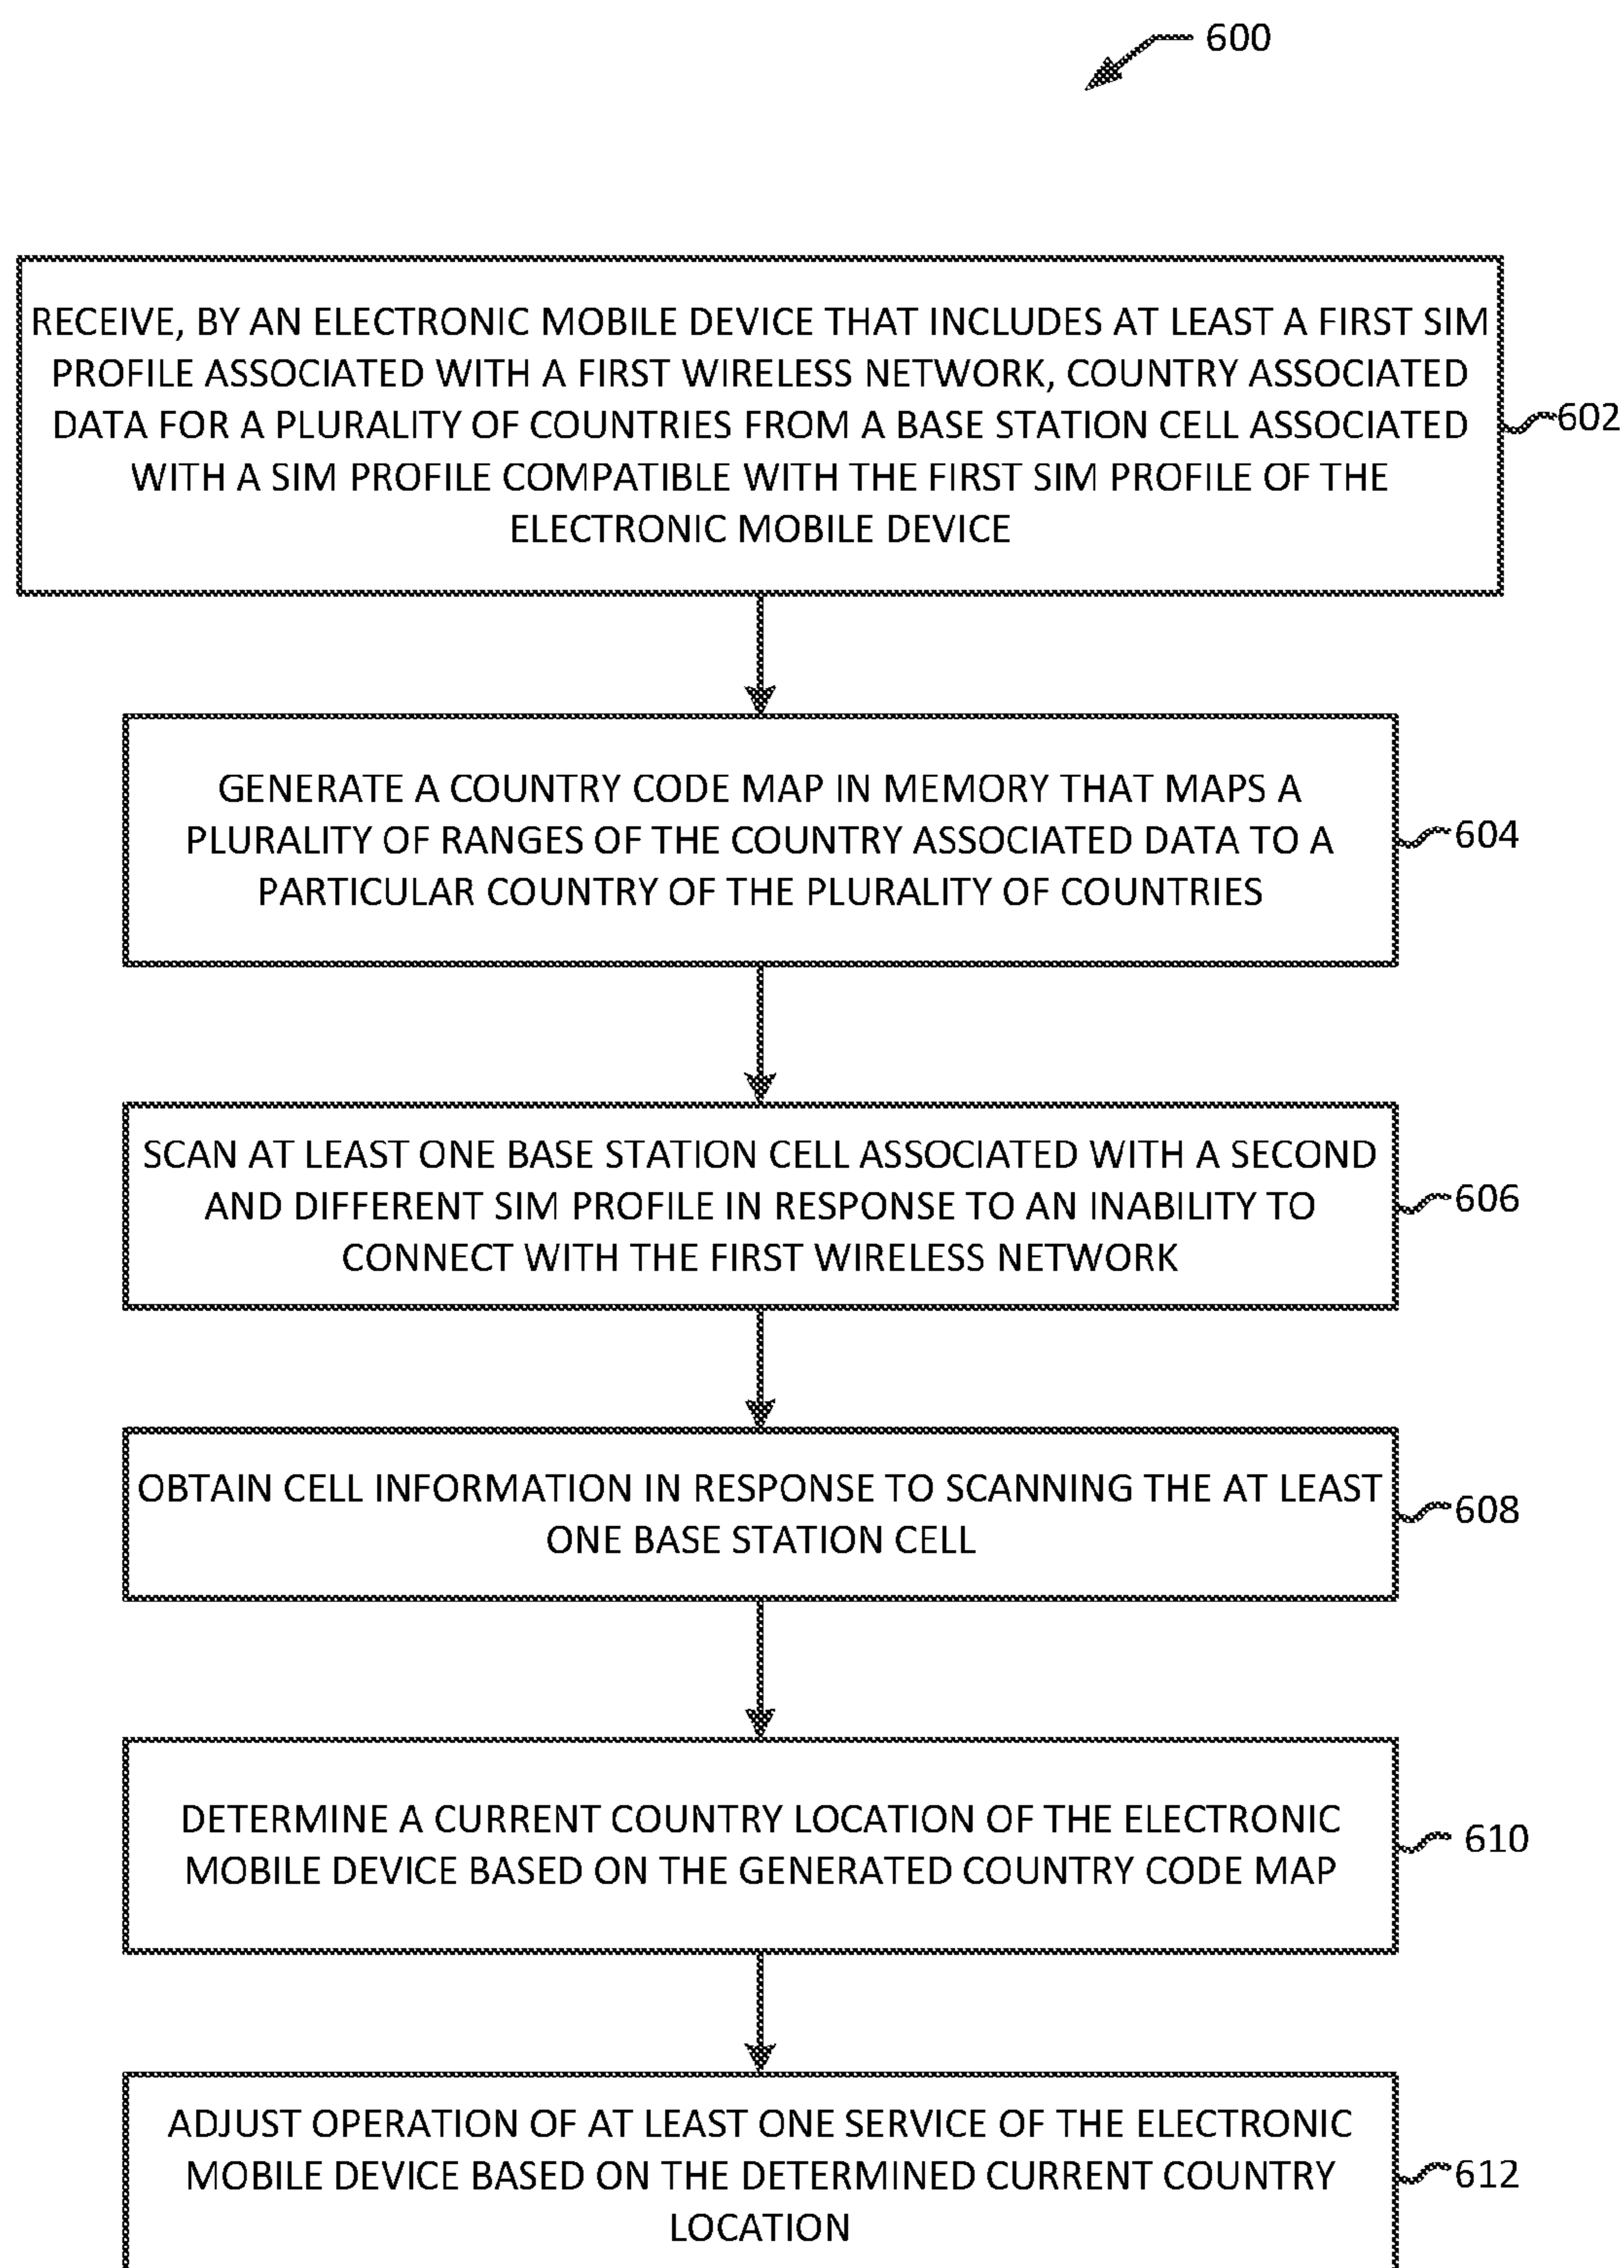 600
RECEIVE, BY AN ELECTRONIC MOBILE DEVICE THAT INCLUDES AT LEAST A FIRST SIM
PROFILE ASSOCIATED WITH A FIRST WIRELESS NETWORK, COUNTRY ASSOCIATED
DATA FOR A PLURALITY OF COUNTRIES FROM A BASE STATION CELL ASSOCIATED
WITH A SIM PROFILE COMPATIBLE WITH THE FIRST SIM PROFILE OF THE
ELECTRONIC MOBILE DEVICE
602
GENERATE A COUNTRY CODE MAP IN MEMORY THAT MAPS A
PLURALITY OF RANGES OF THE COUNTRY ASSOCIATED DATA TO A
PARTICULAR COUNTRY OF THE PLURALITY OF COUNTRIES
604
SCAN AT LEAST ONE BASE STATION CELL ASSOCIATED WITH A SECOND
AND DIFFERENT SIM PROFILE IN RESPONSE TO AN INABILITY TO
CONNECT WITH THE FIRST WIRELESS NETWORK
606
OBTAIN CELL INFORMATION IN RESPONSE TO SCANNING THE AT LEAST
ONE BASE STATION CELL
608
DETERMINE A CURRENT COUNTRY LOCATION OF THE ELECTRONIC
MOBILE DEVICE BASED ON THE GENERATED COUNTRY CODE MAP
610
ADJUST OPERATION OF AT LEAST ONE SERVICE OF THE ELECTRONIC
MOBILE DEVICE BASED ON THE DETERMINED CURRENT COUNTRY
LOCATION
612